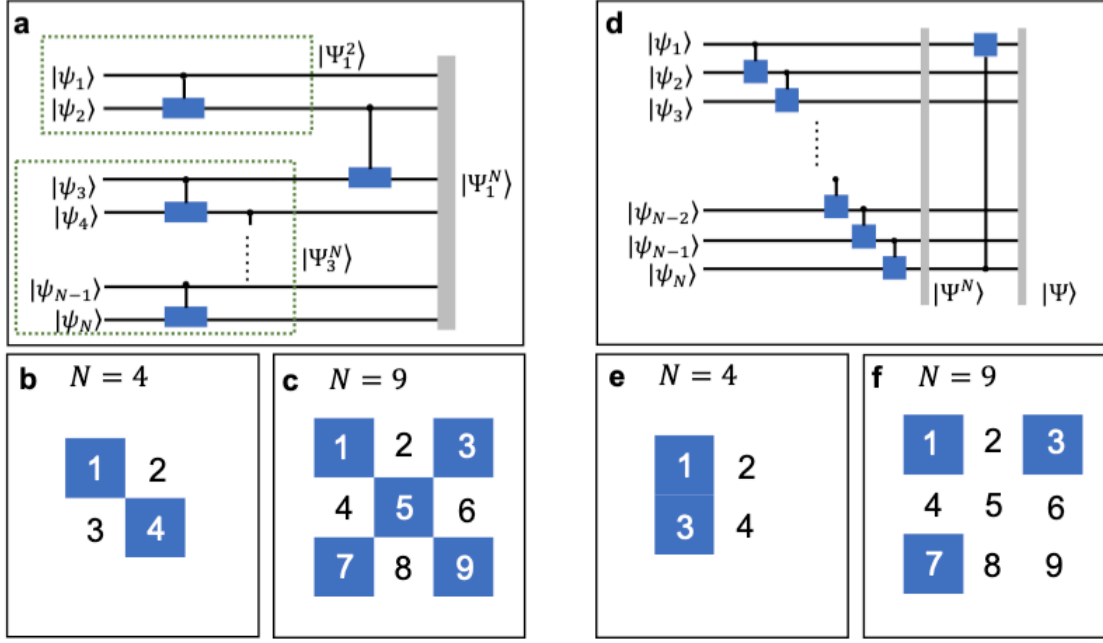 a
|Ψ₁²⟩
|ψ₁⟩
|ψ₂⟩
|ψ₃⟩
|Ψ₁ᴺ⟩
|ψ₄⟩
|Ψ₃ᴺ⟩
|ψ_{N−1}⟩
|ψ_N⟩
b N = 4
1 2
3 4
c N = 9
1 2 3
4 5 6
7 8 9
d
|ψ₁⟩
|ψ₂⟩
|ψ₃⟩
|ψ_{N−2}⟩
|ψ_{N−1}⟩
|ψ_N⟩
|Ψᴺ⟩ |Ψ⟩
e N = 4
1 2
3 4
f N = 9
1 2 3
4 5 6
7 8 9